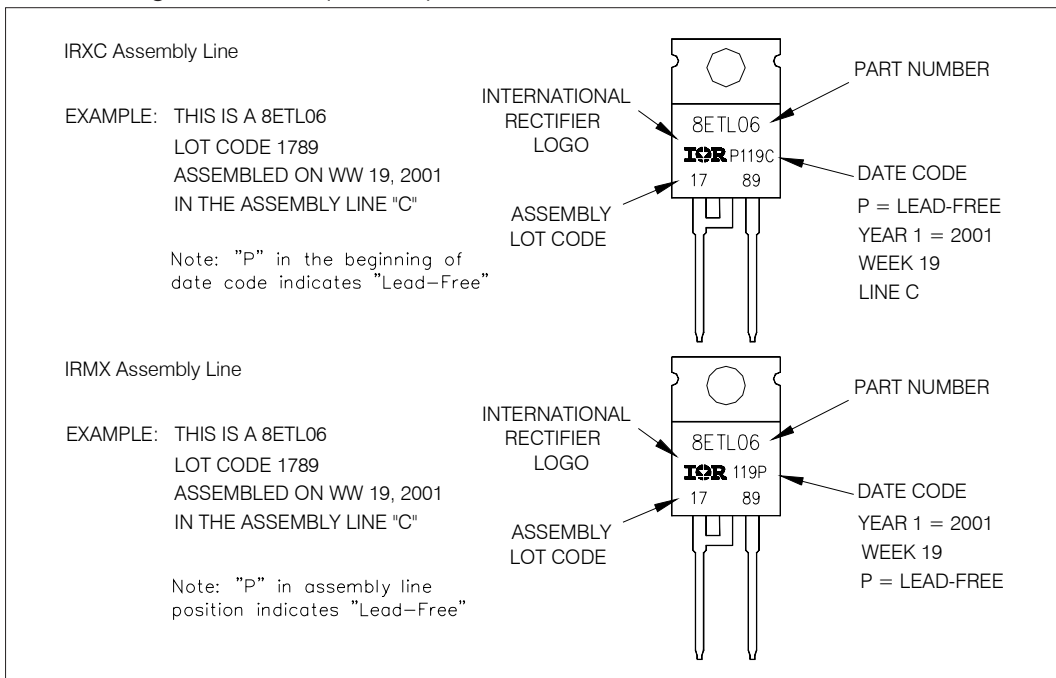 IRXC Assembly Line
EXAMPLE: THIS IS A 8ETL06
LOT CODE 1789
ASSEMBLED ON WW 19, 2001
IN THE ASSEMBLY LINE "C"
Note: "P" in the beginning of
date code indicates "Lead-Free"
INTERNATIONAL
RECTIFIER
LOGO
ASSEMBLY
LOT CODE
8ETL06
IOR P119C
17 89
PART NUMBER
DATE CODE
P = LEAD-FREE
YEAR 1 = 2001
WEEK 19
LINE C
IRMX Assembly Line
EXAMPLE: THIS IS A 8ETL06
LOT CODE 1789
ASSEMBLED ON WW 19, 2001
IN THE ASSEMBLY LINE "C"
Note: "P" in assembly line
position indicates "Lead-Free"
INTERNATIONAL
RECTIFIER
LOGO
ASSEMBLY
LOT CODE
8ETL06
IOR 119P
17 89
PART NUMBER
DATE CODE
YEAR 1 = 2001
WEEK 19
P = LEAD-FREE